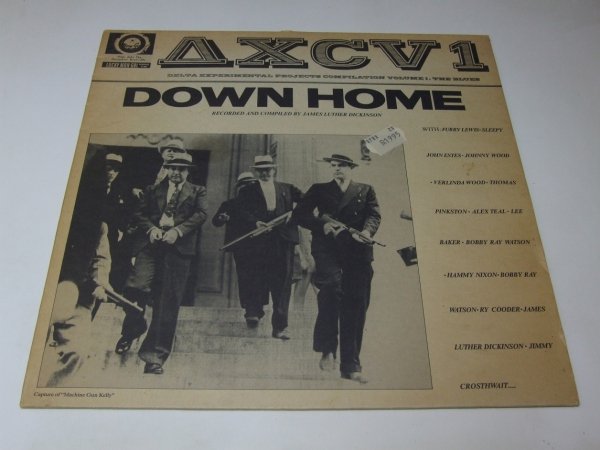 ΔXCV1
DELTA EXPERIMENTAL PROJECTS COMPILATION VOLUME 1: THE BLUES
DOWN HOME
RECORDED AND COMPILED BY JAMES LUTHER DICKINSON
WITH-FURRY LEWIS-SLEEPY
JOHN ESTES - JOHNNY WOOD
- VERLINDA WOOD - THOMAS
PINKSTON - ALEX TEAL - LEE
BAKER - BOBBY RAY WATSON
- HAMMY NIXON - BOBBY RAY
WATSON - RY COODER - JAMES
LUTHER DICKINSON - JIMMY
CROSTHWAIT.....
Capture of "Machine Gun Kelly"